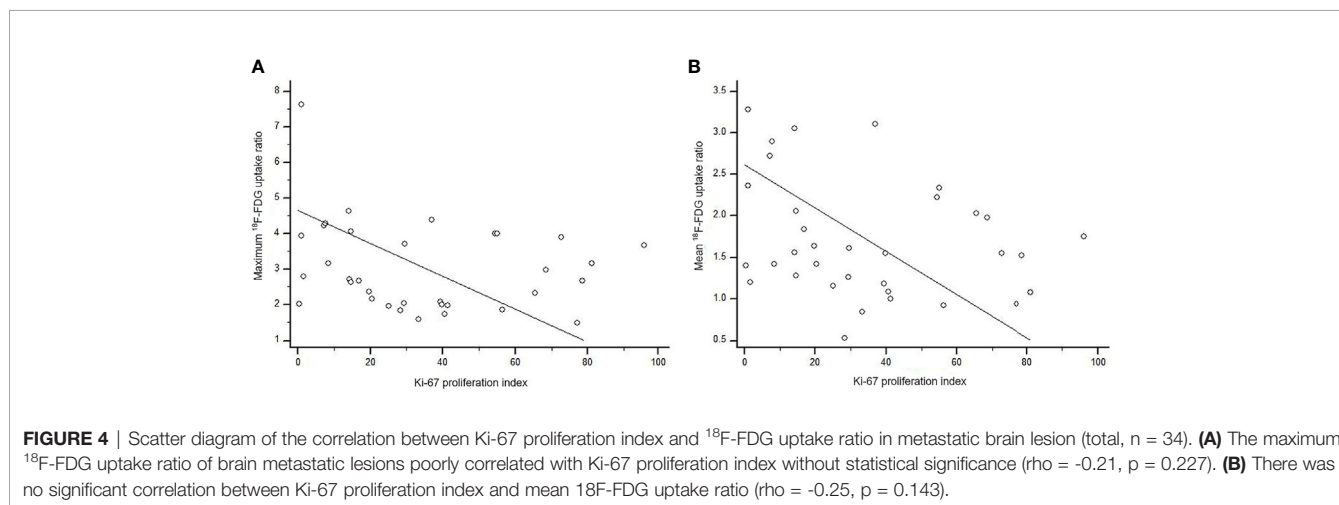 A
B
8
7
6
5
4
3
2
1
Maximum ¹⁸F-FDG uptake ratio
0 20 40 60 80 100
Ki-67 proliferation index
3.5
3.0
2.5
2.0
1.5
1.0
0.5
Mean ¹⁸F-FDG uptake ratio
0 20 40 60 80 100
Ki-67 proliferation index
FIGURE 4 | Scatter diagram of the correlation between Ki-67 proliferation index and ¹⁸F-FDG uptake ratio in metastatic brain lesion (total, n = 34). (A) The maximum
¹⁸F-FDG uptake ratio of brain metastatic lesions poorly correlated with Ki-67 proliferation index without statistical significance (rho = -0.21, p = 0.227). (B) There was
no significant correlation between Ki-67 proliferation index and mean 18F-FDG uptake ratio (rho = -0.25, p = 0.143).